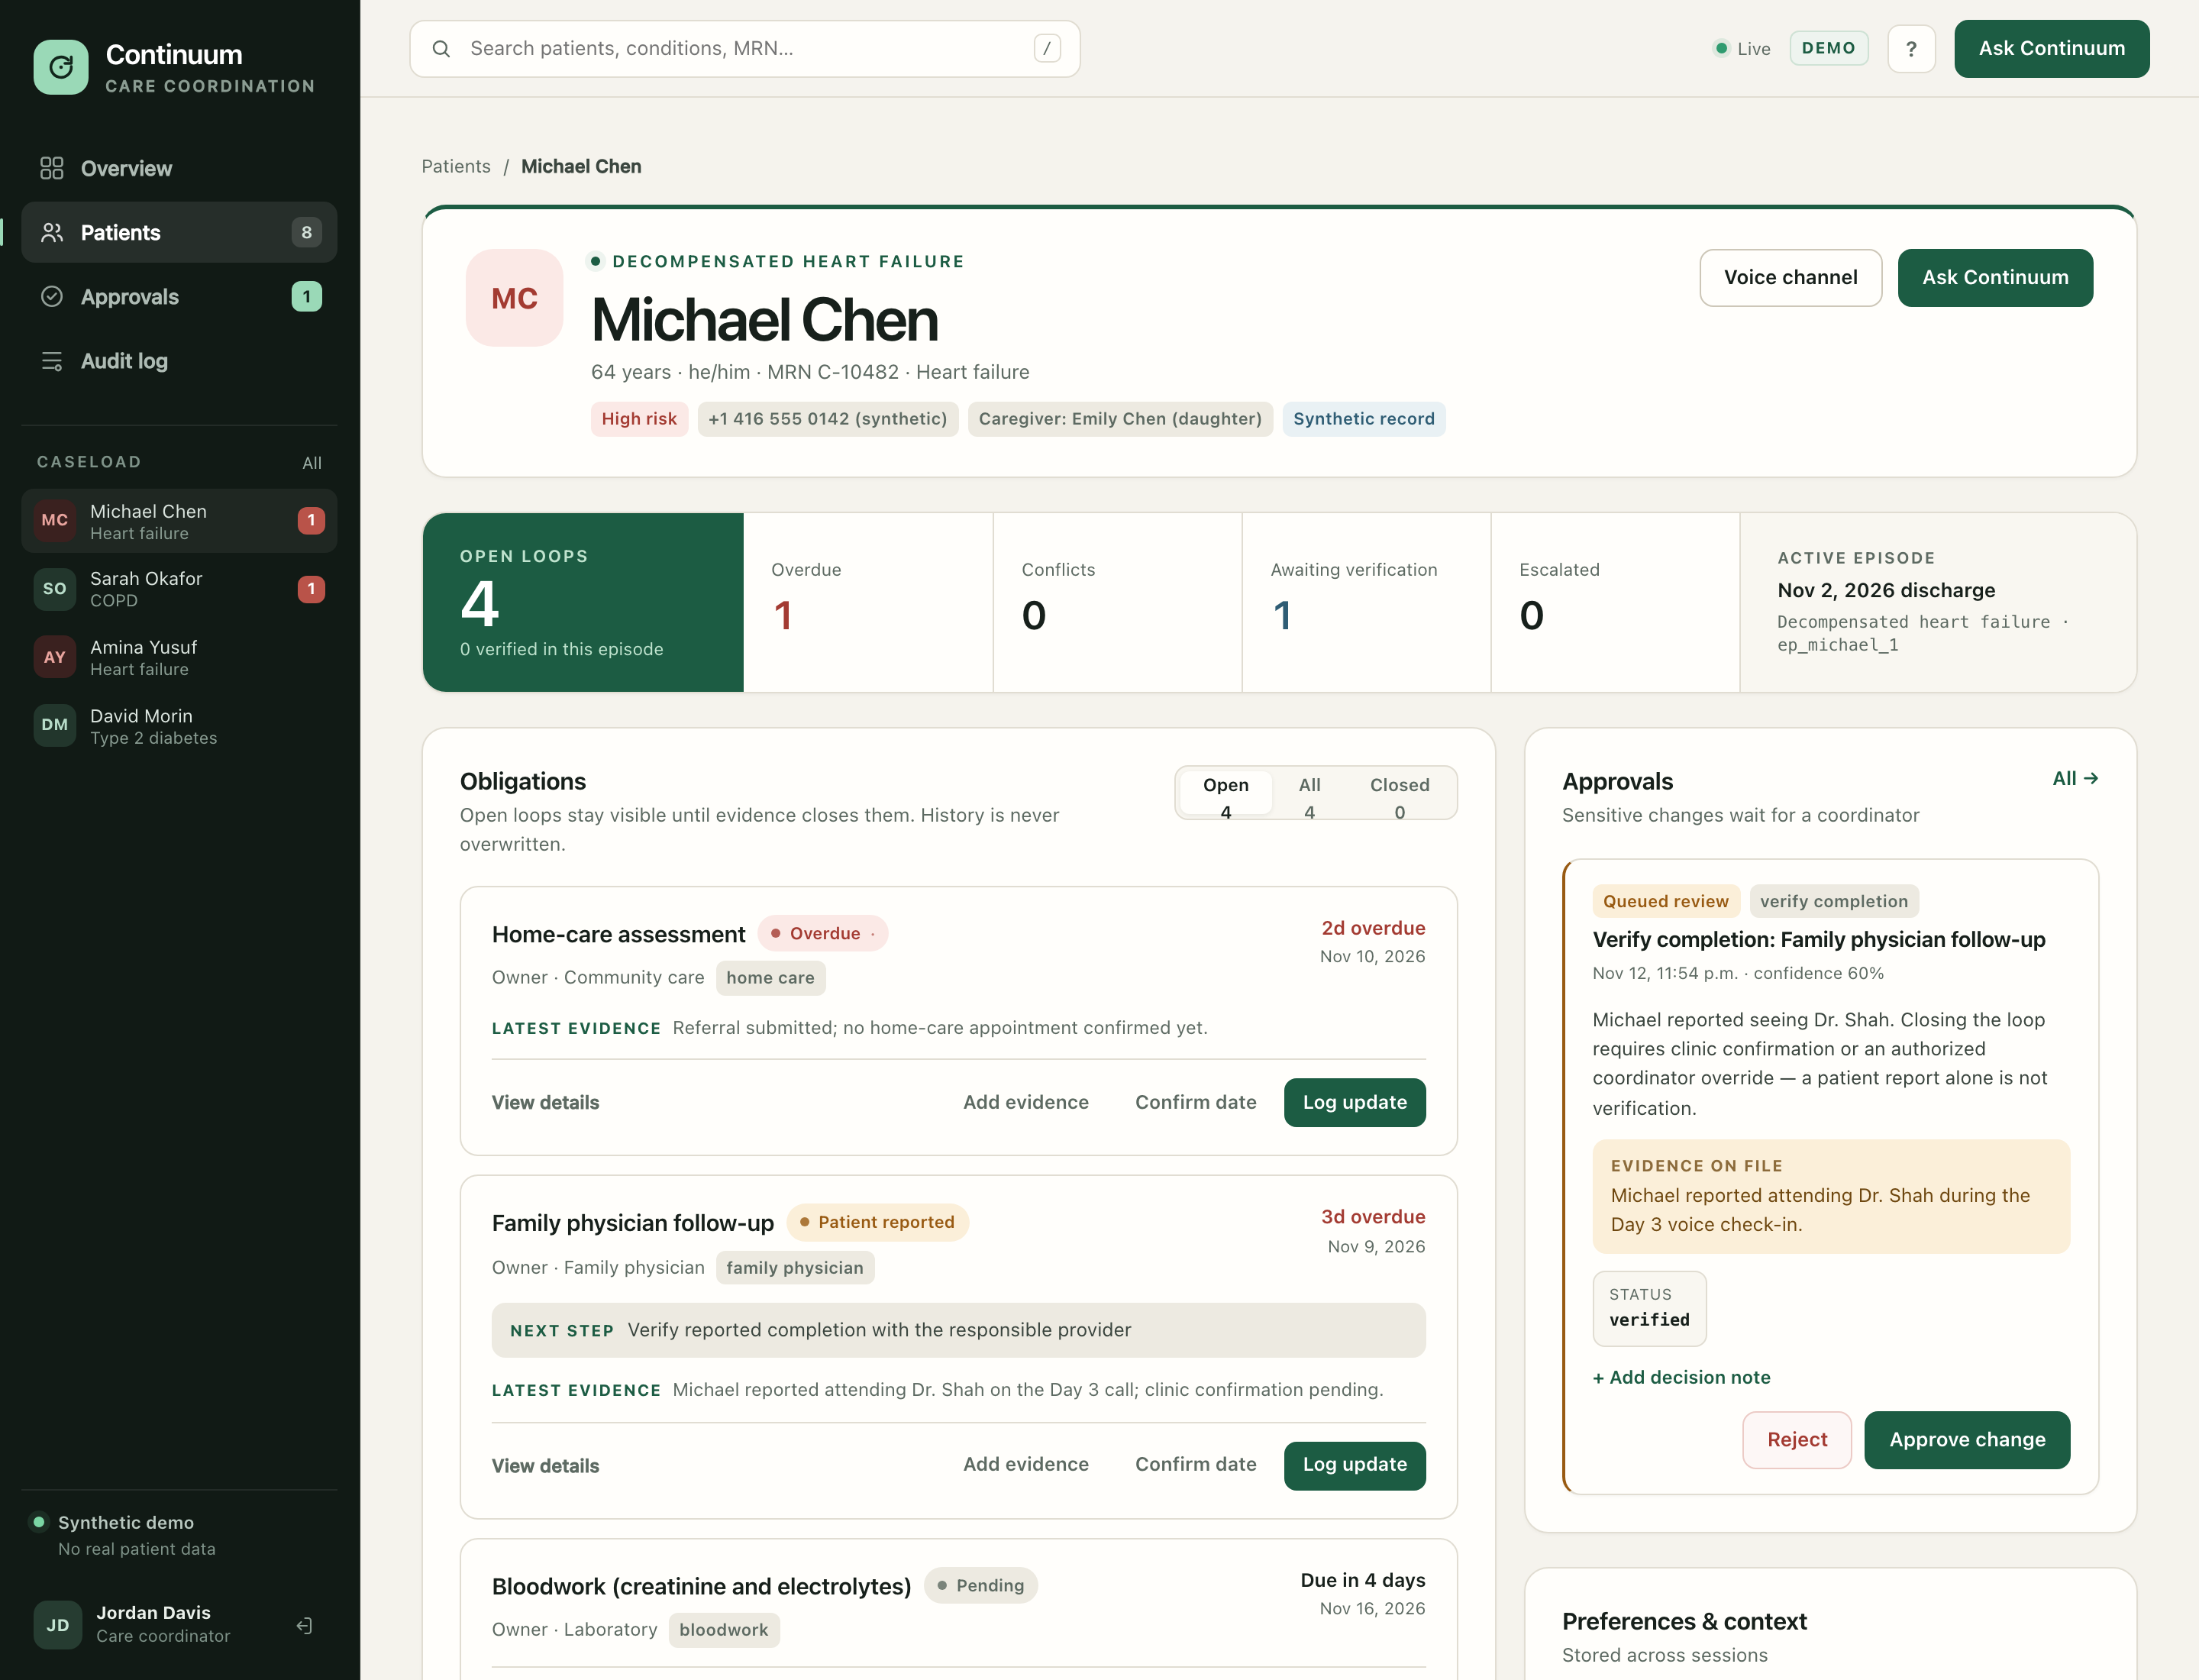 Continuum
CARE COORDINATION
Overview
Patients 8
Approvals 1
Audit log
CASELOAD All
MC Michael Chen 1
Heart failure
SO Sarah Okafor 1
COPD
AY Amina Yusuf
Heart failure
DM David Morin
Type 2 diabetes
Synthetic demo
No real patient data
JD Jordan Davis
Care coordinator
Search patients, conditions, MRN... /
Live DEMO ? Ask Continuum
Patients / Michael Chen
MC
DECOMPENSATED HEART FAILURE
Michael Chen
64 years · he/him · MRN C-10482 · Heart failure
High risk +1 416 555 0142 (synthetic) Caregiver: Emily Chen (daughter) Synthetic record
Voice channel Ask Continuum
OPEN LOOPS
4
0 verified in this episode
Overdue
1
Conflicts
0
Awaiting verification
1
Escalated
0
ACTIVE EPISODE
Nov 2, 2026 discharge
Decompensated heart failure ·
ep_michael_1
Obligations
Open loops stay visible until evidence closes them. History is never
overwritten.
Open All Closed
4 4 0
Home-care assessment Overdue · 2d overdue
Nov 10, 2026
Owner · Community care home care
LATEST EVIDENCE Referral submitted; no home-care appointment confirmed yet.
View details Add evidence Confirm date Log update
Family physician follow-up Patient reported 3d overdue
Nov 9, 2026
Owner · Family physician family physician
NEXT STEP Verify reported completion with the responsible provider
LATEST EVIDENCE Michael reported attending Dr. Shah on the Day 3 call; clinic confirmation pending.
View details Add evidence Confirm date Log update
Bloodwork (creatinine and electrolytes) Pending Due in 4 days
Nov 16, 2026
Owner · Laboratory bloodwork
Approvals All →
Sensitive changes wait for a coordinator
Queued review verify completion
Verify completion: Family physician follow-up
Nov 12, 11:54 p.m. · confidence 60%
Michael reported seeing Dr. Shah. Closing the loop
requires clinic confirmation or an authorized
coordinator override — a patient report alone is not
verification.
EVIDENCE ON FILE
Michael reported attending Dr. Shah during the
Day 3 voice check-in.
STATUS
verified
+ Add decision note
Reject Approve change
Preferences & context
Stored across sessions